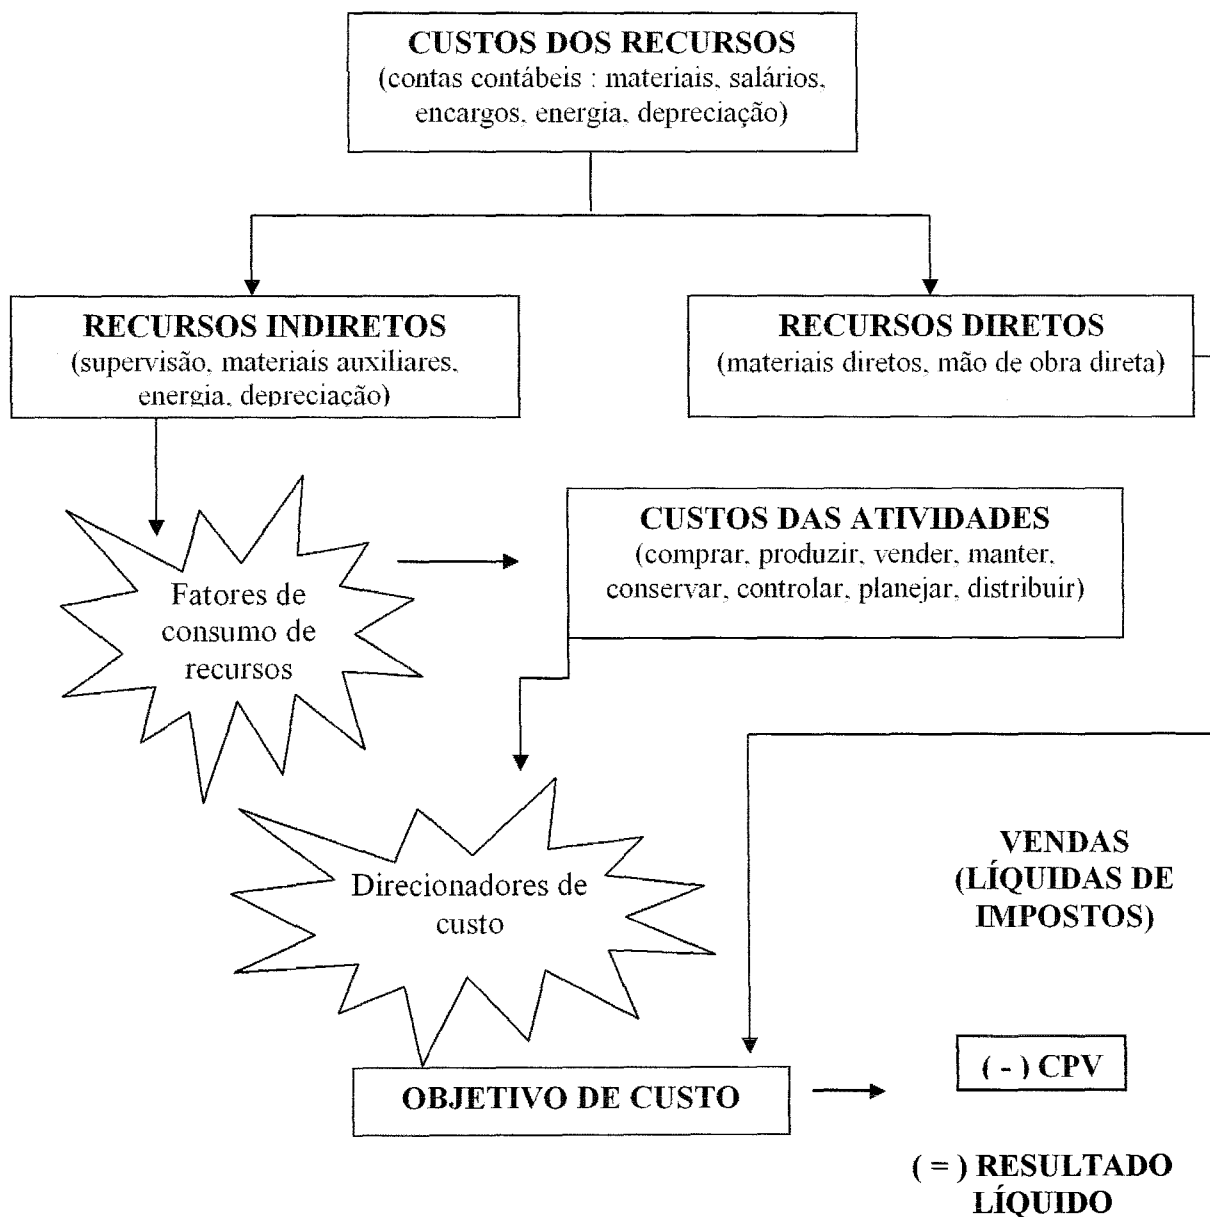 CUSTOS DOS RECURSOS
(contas contábeis : materiais, salários,
encargos, energia, depreciação)
RECURSOS INDIRETOS
(supervisão, materiais auxiliares,
energia, depreciação)
RECURSOS DIRETOS
(materiais diretos, mão de obra direta)
CUSTOS DAS ATIVIDADES
(comprar, produzir, vender, manter,
conservar, controlar, planejar, distribuir)
Fatores de
consumo de
recursos
Direcionadores de
custo
VENDAS
(LÍQUIDAS DE
IMPOSTOS)
( - ) CPV
OBJETIVO DE CUSTO
( = ) RESULTADO
LÍQUIDO